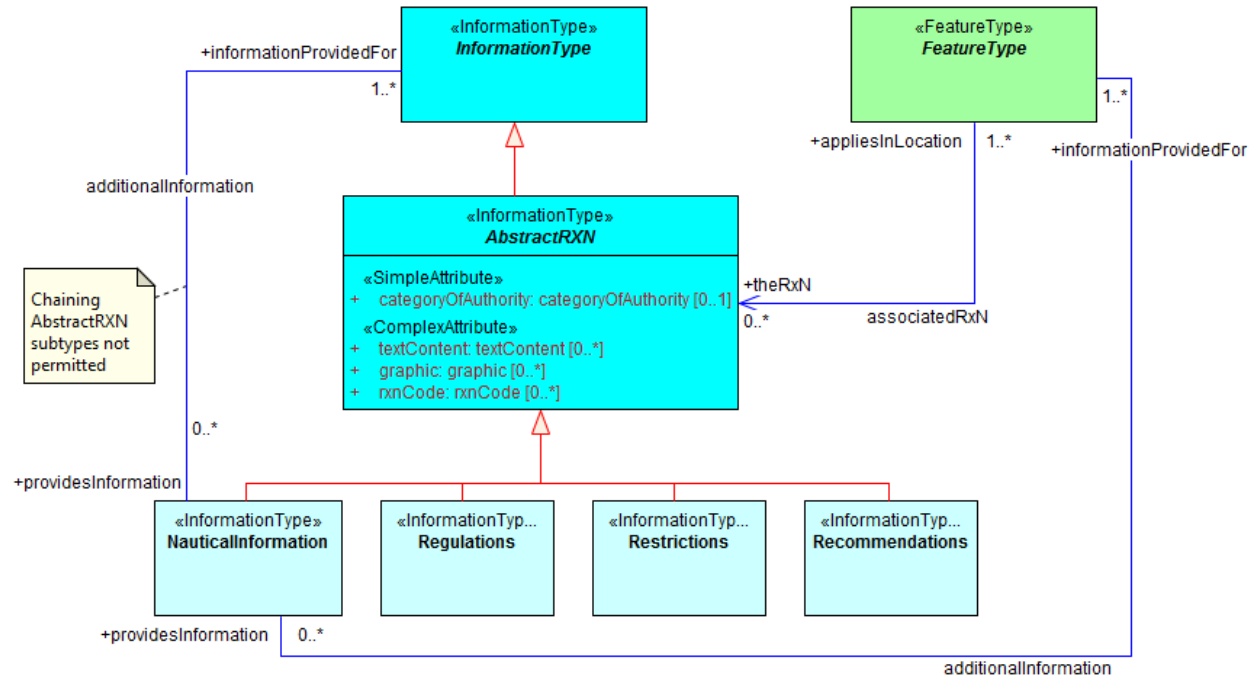 «InformationType»
InformationType
«FeatureType»
FeatureType
+informationProvidedFor
1..*
1..*
+appliesInLocation
1..*
+informationProvidedFor
additionalInformation
«InformationType»
AbstractRXN
«SimpleAttribute»
+ categoryOfAuthority: categoryOfAuthority [0..1]
«ComplexAttribute»
+ textContent: textContent [0..*]
+ graphic: graphic [0..*]
+ rxnCode: rxnCode [0..*]
+theRxN
0..*
associatedRxN
Chaining
AbstractRXN
subtypes not
permitted
0..*
+providesInformation
«InformationType»
NauticalInformation
«InformationTyp...
Regulations
«InformationTyp...
Restrictions
«InformationTyp...
Recommendations
+providesInformation
0..*
additionalInformation